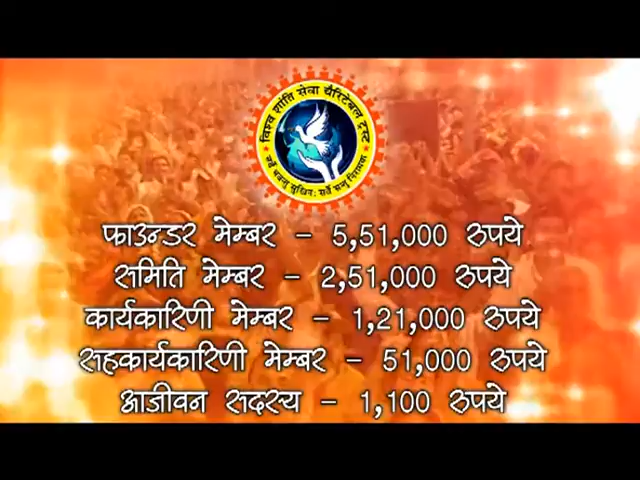 विश्व शांति सेवा चैरिटेबल ट्रस्ट
सर्वे भवन्तु सुखिनः सर्वे सन्तु निरामया
फाउन्डर मेम्बर – 5,51,000 रुपये
समिति मेम्बर – 2,51,000 रुपये
कार्यकारिणी मेम्बर – 1,21,000 रुपये
सहकार्यकारिणी मेम्बर – 51,000 रुपये
आजीवन सदस्य – 1,100 रुपये